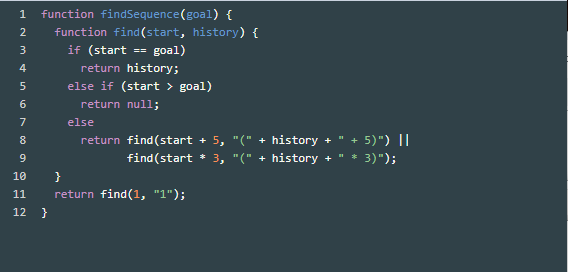 1 function findSequence(goal) {
2   function find(start, history) {
3     if (start == goal)
4       return history;
5     else if (start > goal)
6       return null;
7     else
8       return find(start + 5, "(" + history + " + 5)") ||
9              find(start * 3, "(" + history + " * 3)");
10   }
11   return find(1, "1");
12 }